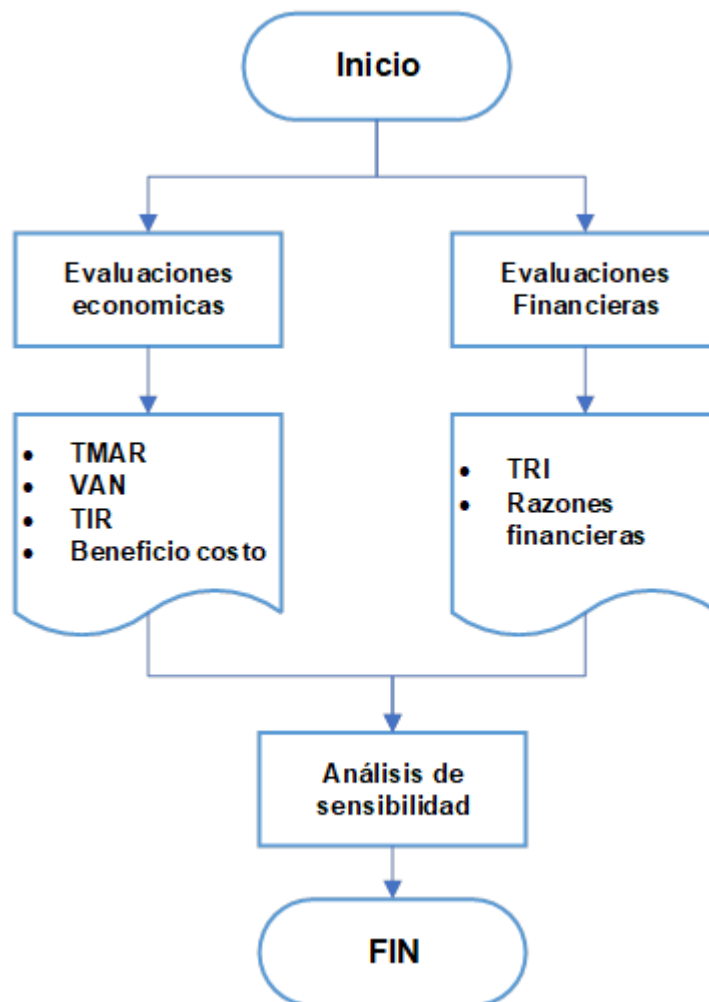 Inicio
Evaluaciones
economicas
Evaluaciones
Financieras
• TMAR
• VAN
• TIR
• Beneficio costo
• TRI
• Razones
financieras
Análisis de
sensibilidad
FIN